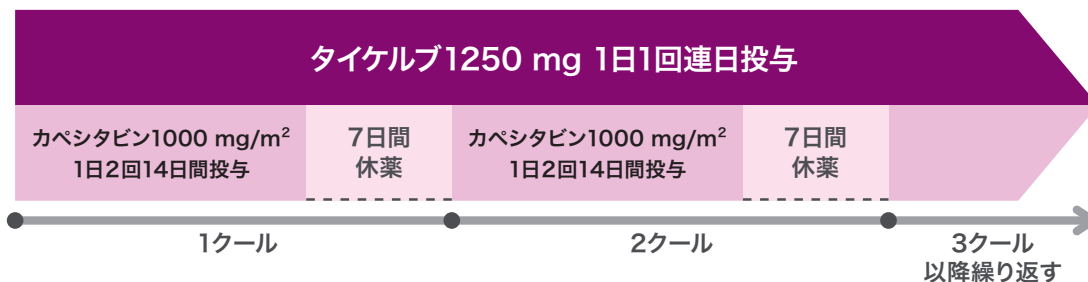 タイケルブ1250 mg 1日1回連日投与
カペシタビン1000 mg/m²
1日2回14日間投与
7日間
休薬
カペシタビン1000 mg/m²
1日2回14日間投与
7日間
休薬
1クール
2クール
3クール
以降繰り返す